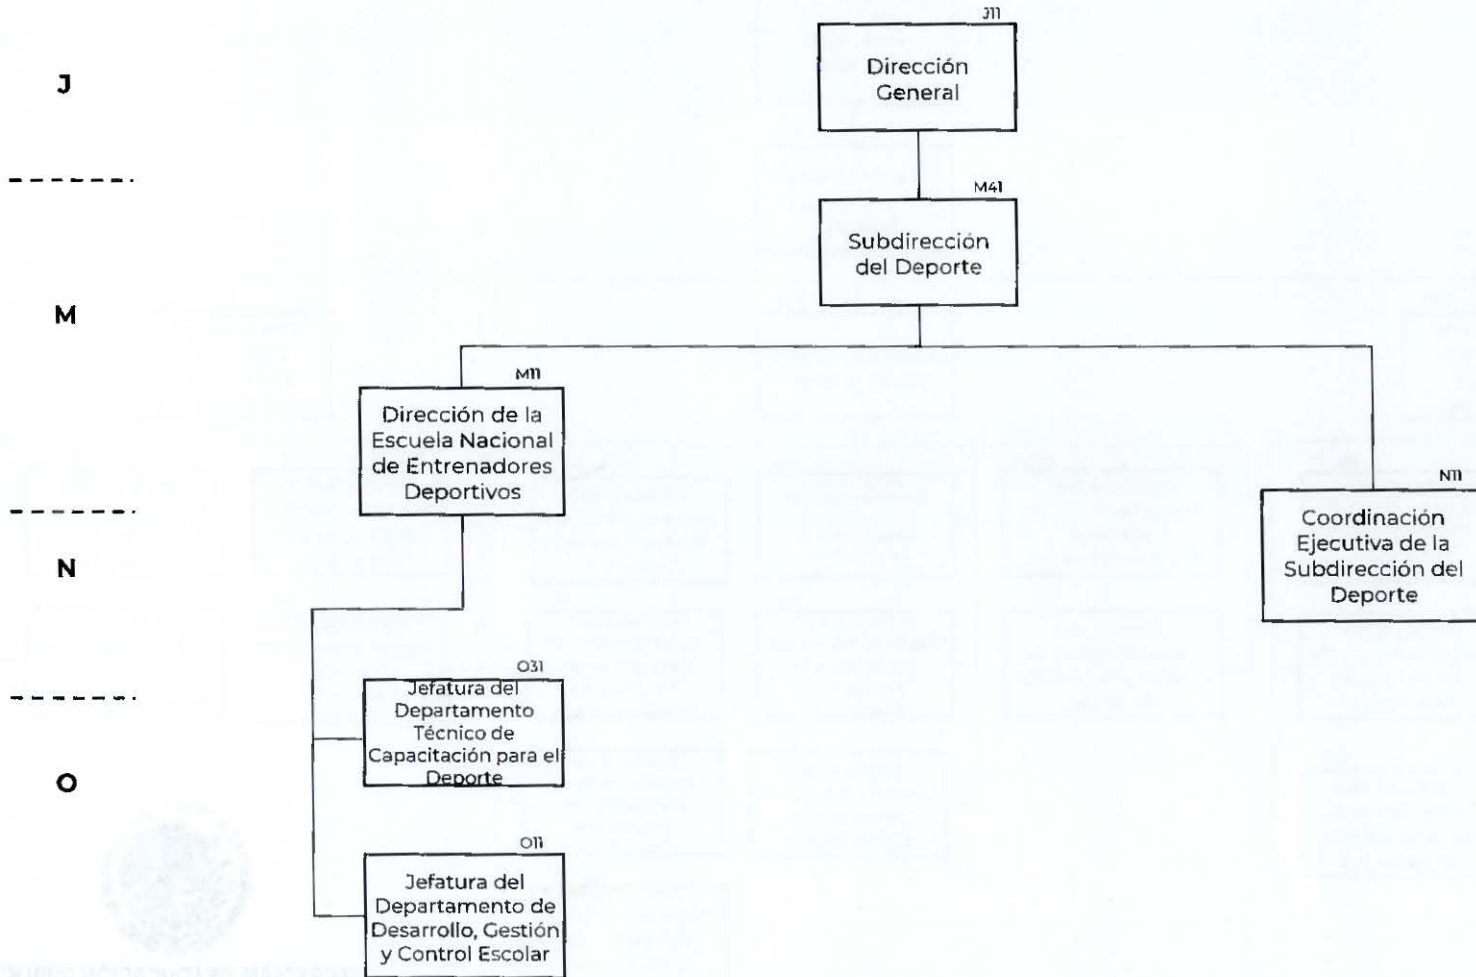 J
J11
Dirección
General
M41
Subdirección
del Deporte
M
M11
Dirección de la
Escuela Nacional
de Entrenadores
Deportivos
N11
Coordinación
Ejecutiva de la
Subdirección del
Deporte
N
O31
Jefatura del
Departamento
Técnico de
Capacitación para el
Deporte
O
O11
Jefatura del
Departamento de
Desarrollo, Gestión
y Control Escolar